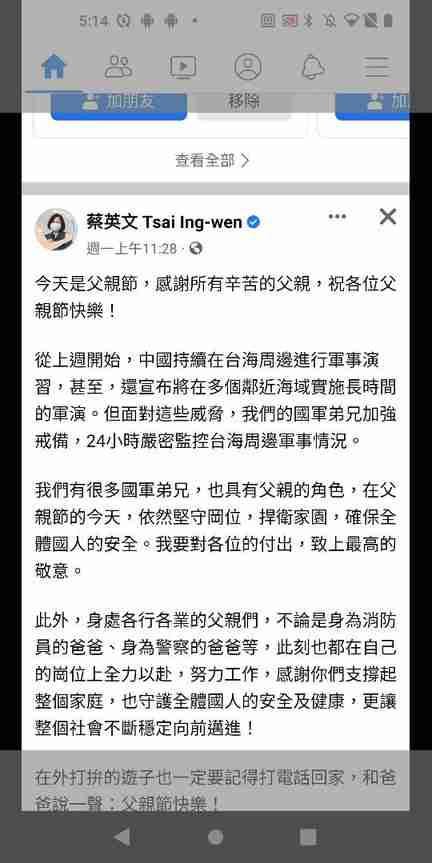 5:14
加朋友
移除
加
查看全部 >
蔡英文 Tsai Ing-wen
週一上午11:28 ·
今天是父親節，感謝所有辛苦的父親，祝各位父
親節快樂！
從上週開始，中國持續在台海周邊進行軍事演
習，甚至，還宣布將在多個鄰近海域實施長時間
的軍演。但面對這些威脅，我們的國軍弟兄加強
戒備，24小時嚴密監控台海周邊軍事情況。
我們有很多國軍弟兄，也具有父親的角色，在父
親節的今天，依然堅守岡位，捍衛家園，確保全
體國人的安全。我要對各位的付出，致上最高的
敬意。
此外，身處各行各業的父親們，不論是身為消防
員的爸爸、身為警察的爸爸等，此刻也都在自己
的崗位上全力以赴，努力工作，感謝你們支撐起
整個家庭，也守護全體國人的安全及健康，更讓
整個社會不斷穩定向前邁進！
在外打拚的遊子也一定要記得打電話回家，和爸
爸說一聲：父親節快樂！